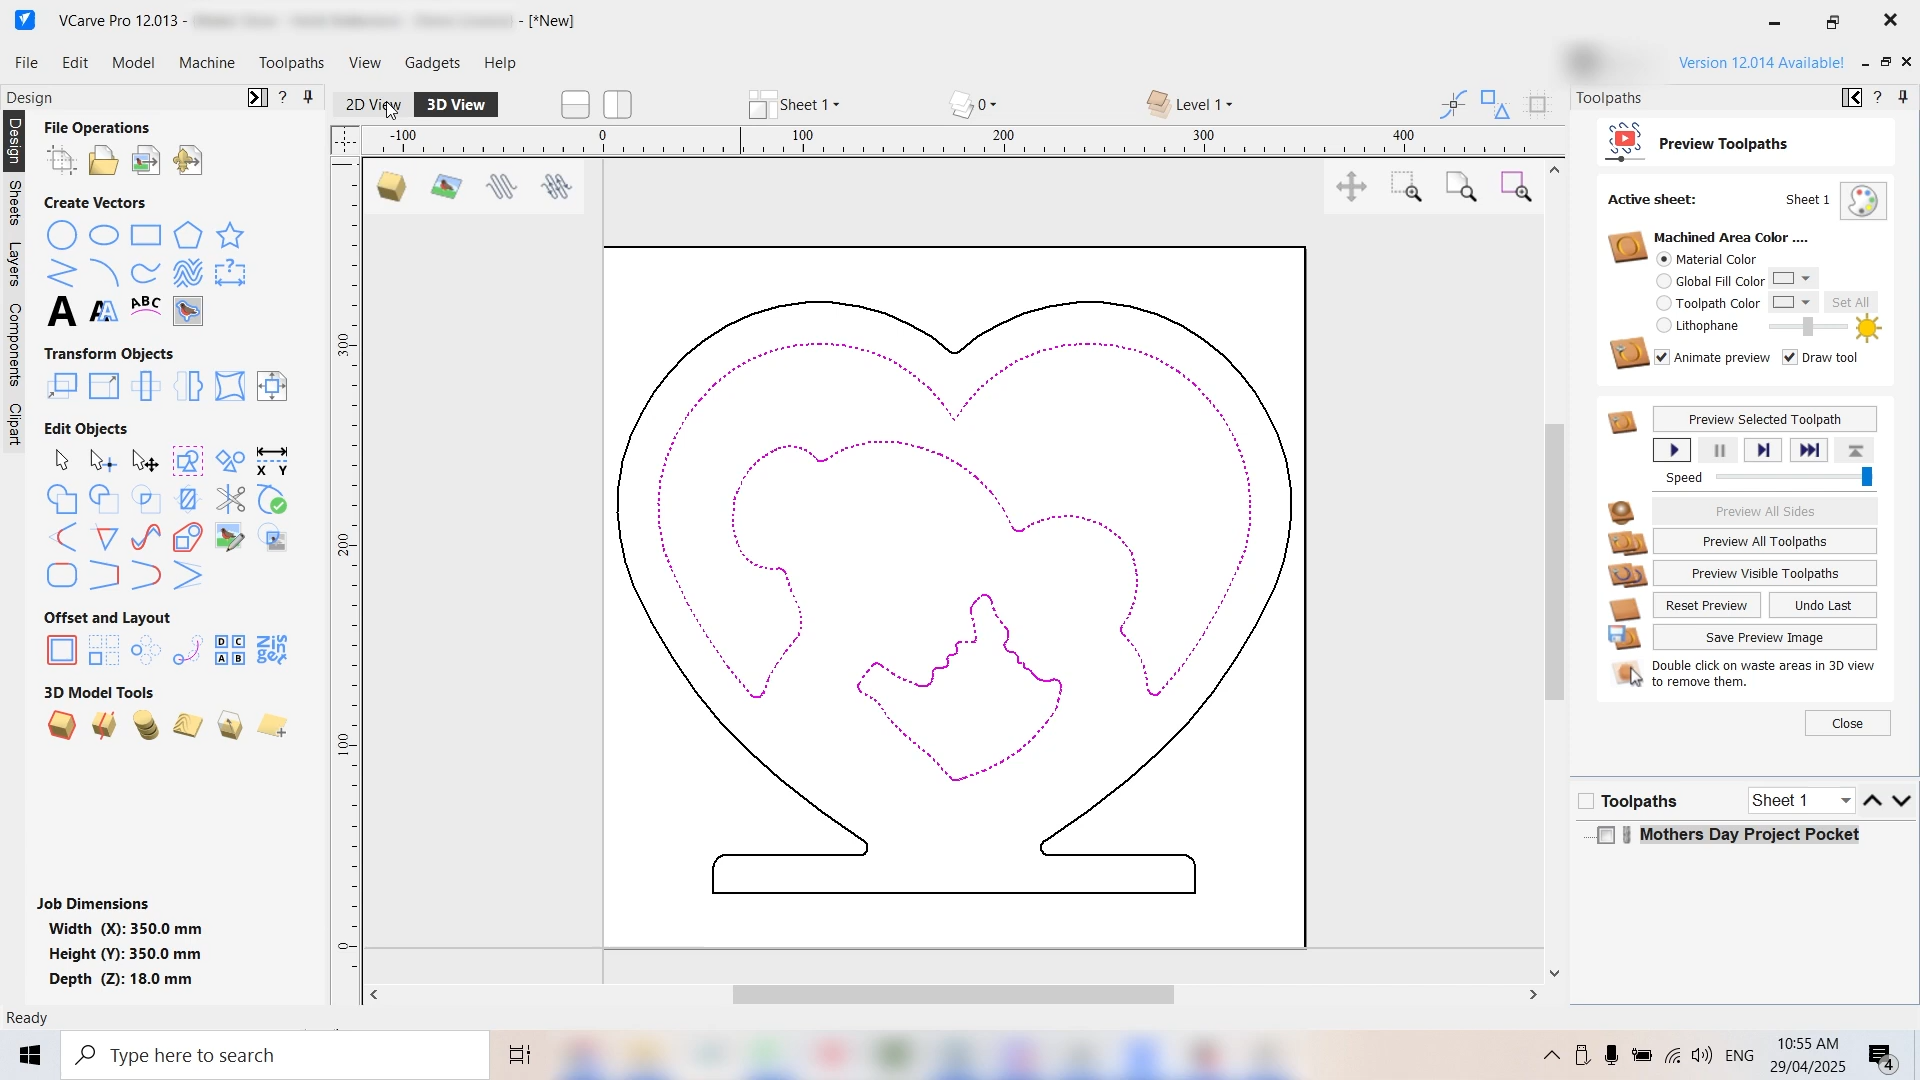 VCarve Pro 12.013 -
- [*New]
File Edit Model Machine Toolpaths View Gadgets Help
Version 12.014 Available!
Design
?
2D View
3D View
Sheet 1
0
Level 1
Toolpaths
?
Design
Sheets
Layers
Components
Clipart
File Operations
Create Vectors
A
ABC
Transform Objects
Edit Objects
X Y
Offset and Layout
D C
A B
3D Model Tools
Job Dimensions
Width (X): 350.0 mm
Height (Y): 350.0 mm
Depth (Z): 18.0 mm
-100 0 100 200 300 400
300
200
100
0
Preview Toolpaths
Active sheet: Sheet 1
Machined Area Color ....
Material Color
Global Fill Color
Toolpath Color Set All
Lithophane
Animate preview Draw tool
Preview Selected Toolpath
Speed
Preview All Sides
Preview All Toolpaths
Preview Visible Toolpaths
Reset Preview Undo Last
Save Preview Image
Double click on waste areas in 3D view
to remove them.
Close
Toolpaths Sheet 1
Mothers Day Project Pocket
Ready
Type here to search
ENG
10:55 AM
29/04/2025
4